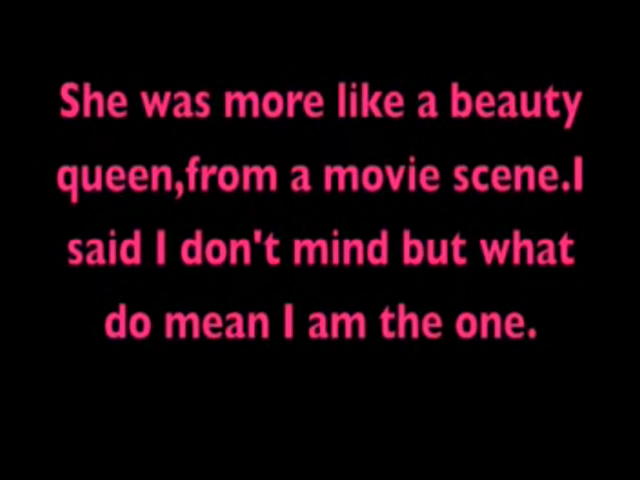 She was more like a beauty
queen,from a movie scene.I
said I don't mind but what
do mean I am the one.